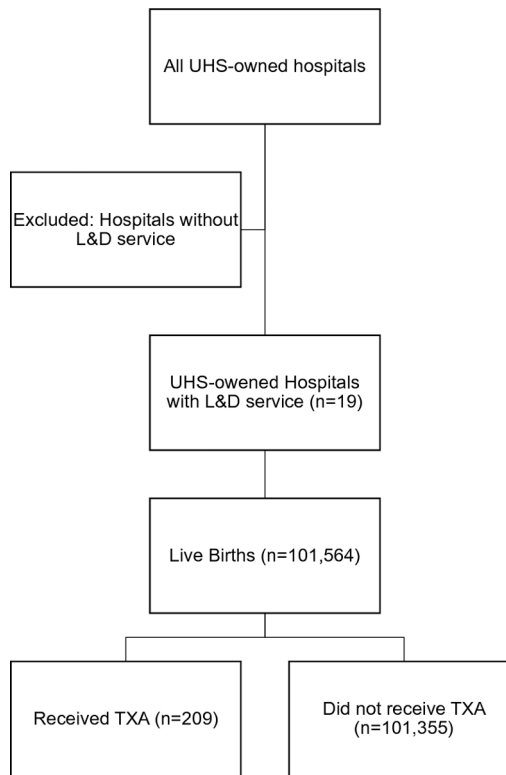 All UHS-owned hospitals
Excluded: Hospitals without
L&D service
UHS-owened Hospitals
with L&D service (n=19)
Live Births (n=101,564)
Received TXA (n=209)
Did not receive TXA
(n=101,355)